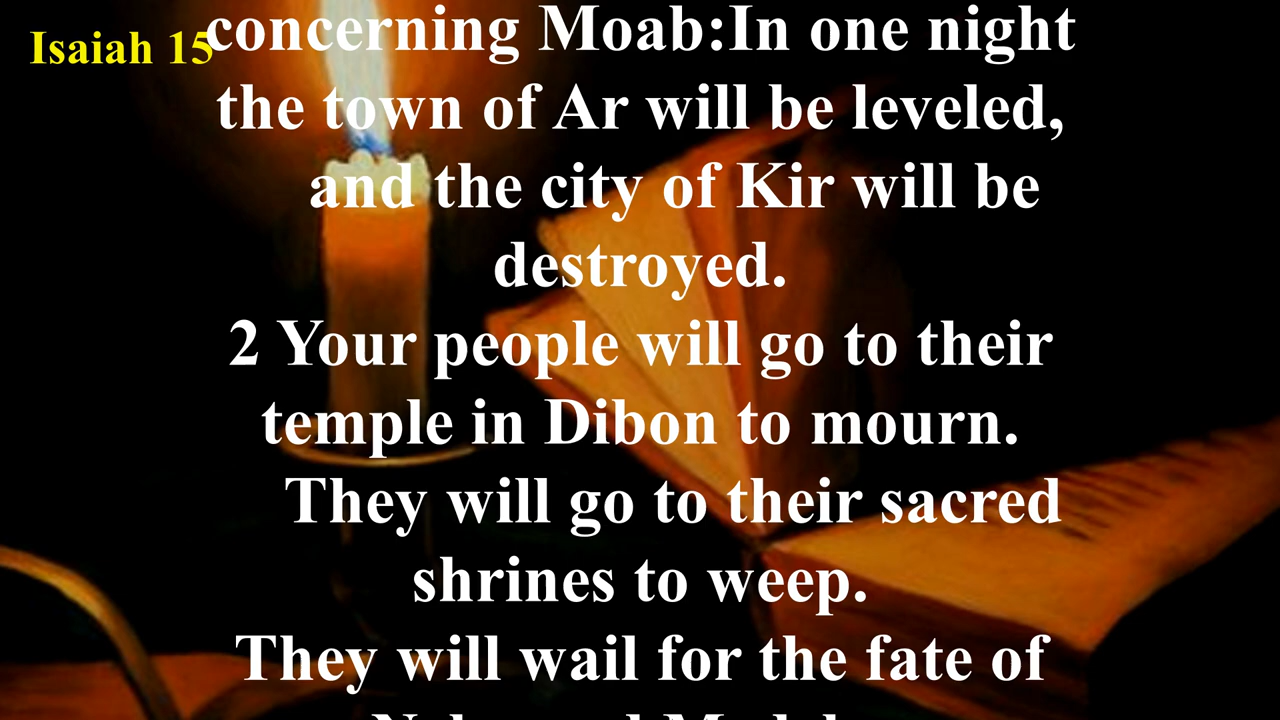 Isaiah 15
concerning Moab:In one night
the town of Ar will be leveled,
and the city of Kir will be
destroyed.
2 Your people will go to their
temple in Dibon to mourn.
They will go to their sacred
shrines to weep.
They will wail for the fate of